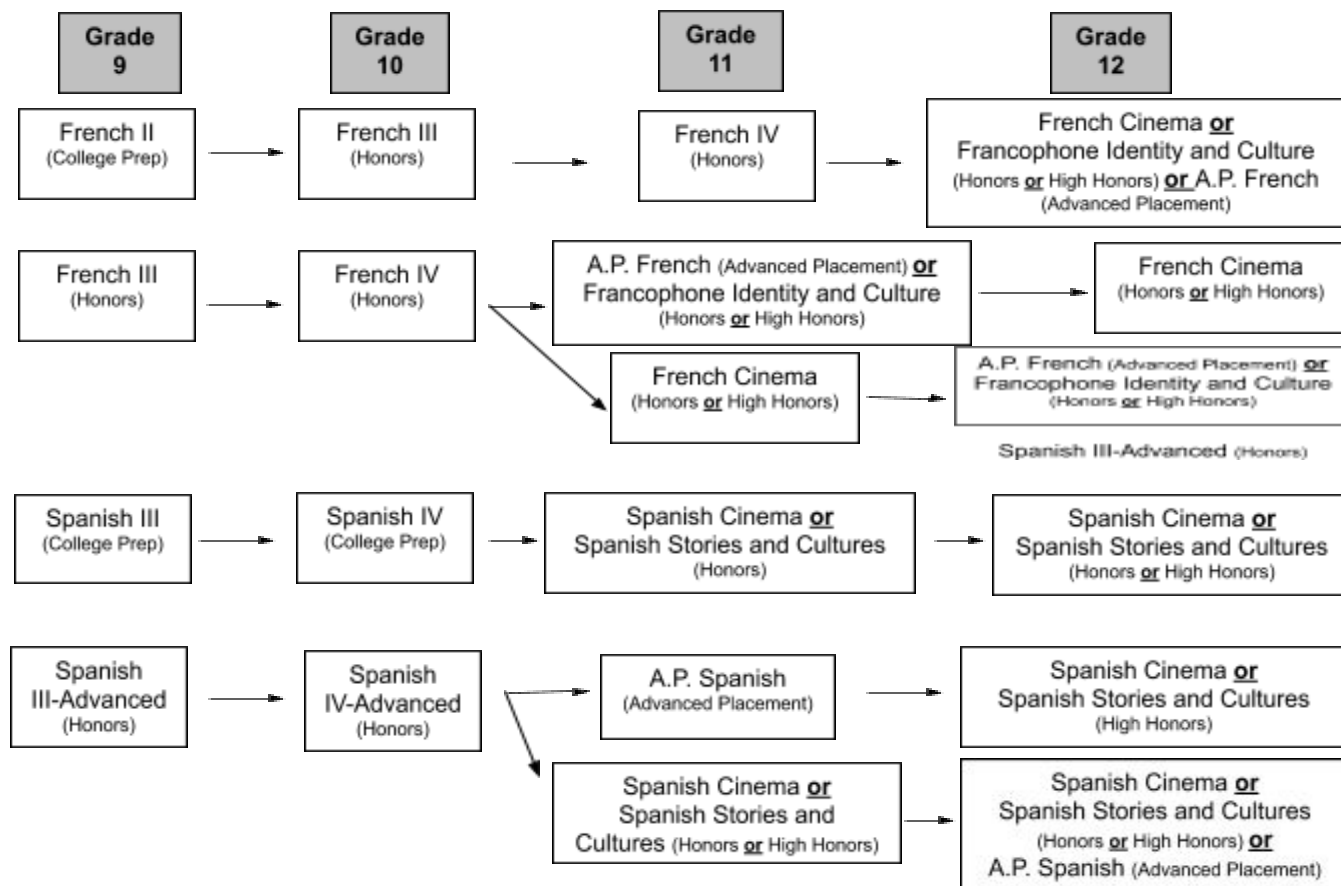 Grade
9
Grade
10
Grade
11
Grade
12
French II
(College Prep)
French III
(Honors)
French IV
(Honors)
French Cinema or
Francophone Identity and Culture
(Honors or High Honors) or A.P. French
(Advanced Placement)
French III
(Honors)
French IV
(Honors)
A.P. French (Advanced Placement) or
Francophone Identity and Culture
(Honors or High Honors)
French Cinema
(Honors or High Honors)
French Cinema
(Honors or High Honors)
A.P. French (Advanced Placement) or
Francophone Identity and Culture
(Honors or High Honors)
Spanish III-Advanced (Honors)
Spanish III
(College Prep)
Spanish IV
(College Prep)
Spanish Cinema or
Spanish Stories and Cultures
(Honors)
Spanish Cinema or
Spanish Stories and Cultures
(Honors or High Honors)
Spanish
III-Advanced
(Honors)
Spanish
IV-Advanced
(Honors)
A.P. Spanish
(Advanced Placement)
Spanish Cinema or
Spanish Stories and Cultures
(High Honors)
Spanish Cinema or
Spanish Stories and
Cultures (Honors or High Honors)
Spanish Cinema or
Spanish Stories and Cultures
(Honors or High Honors) or
A.P. Spanish (Advanced Placement)